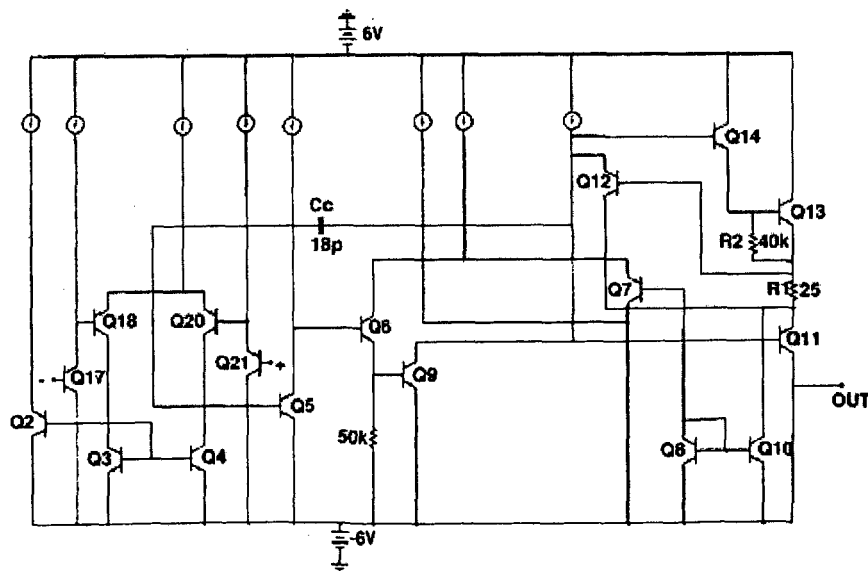 6V
Q14
Q12
Q13
Cc
18p
R2 40k
Q7
R1 25
Q18
Q20
Q6
Q11
Q21
+
-
Q17
Q9
Q5
OUT
Q2
50k
Q3
Q4
Q8
Q10
-6V